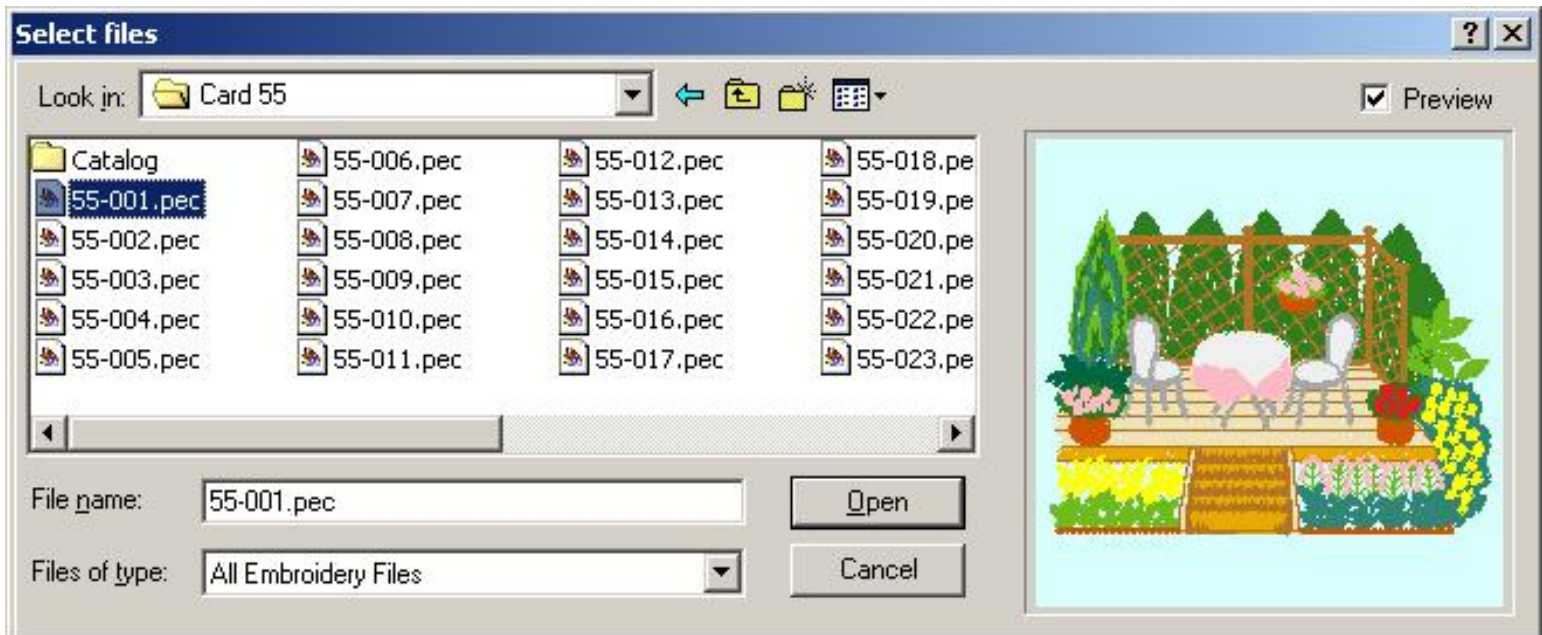 Select files
Look in: Card 55 Preview
Catalog 55-006.pec 55-012.pec 55-018.pe
55-001.pec 55-007.pec 55-013.pec 55-019.pe
55-002.pec 55-008.pec 55-014.pec 55-020.pe
55-003.pec 55-009.pec 55-015.pec 55-021.pe
55-004.pec 55-010.pec 55-016.pec 55-022.pe
55-005.pec 55-011.pec 55-017.pec 55-023.pe
File name: 55-001.pec Open
Files of type: All Embroidery Files Cancel